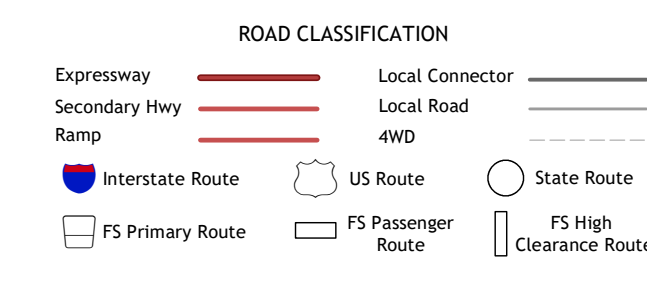 ROAD CLASSIFICATION
Expressway
Local Connector
Secondary Hwy
Local Road
Ramp
4WD
Interstate Route
US Route
State Route
FS Primary Route
FS Passenger
Route
FS High
Clearance Route